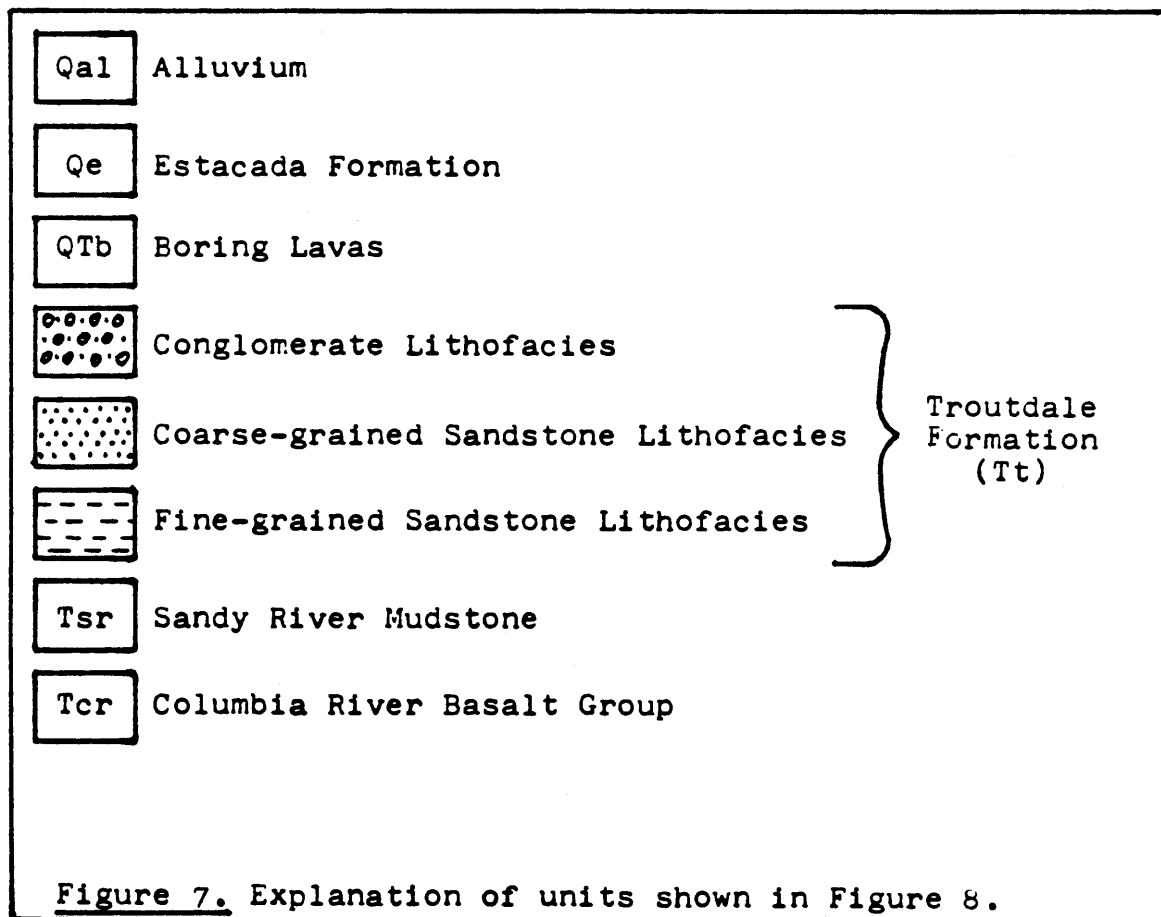 Qal Alluvium
Qe Estacada Formation
QTb Boring Lavas
Conglomerate Lithofacies
Coarse-grained Sandstone Lithofacies
Fine-grained Sandstone Lithofacies
Troutdale
Formation
(Tt)
Tsr Sandy River Mudstone
Tcr Columbia River Basalt Group
Figure 7. Explanation of units shown in Figure 8.